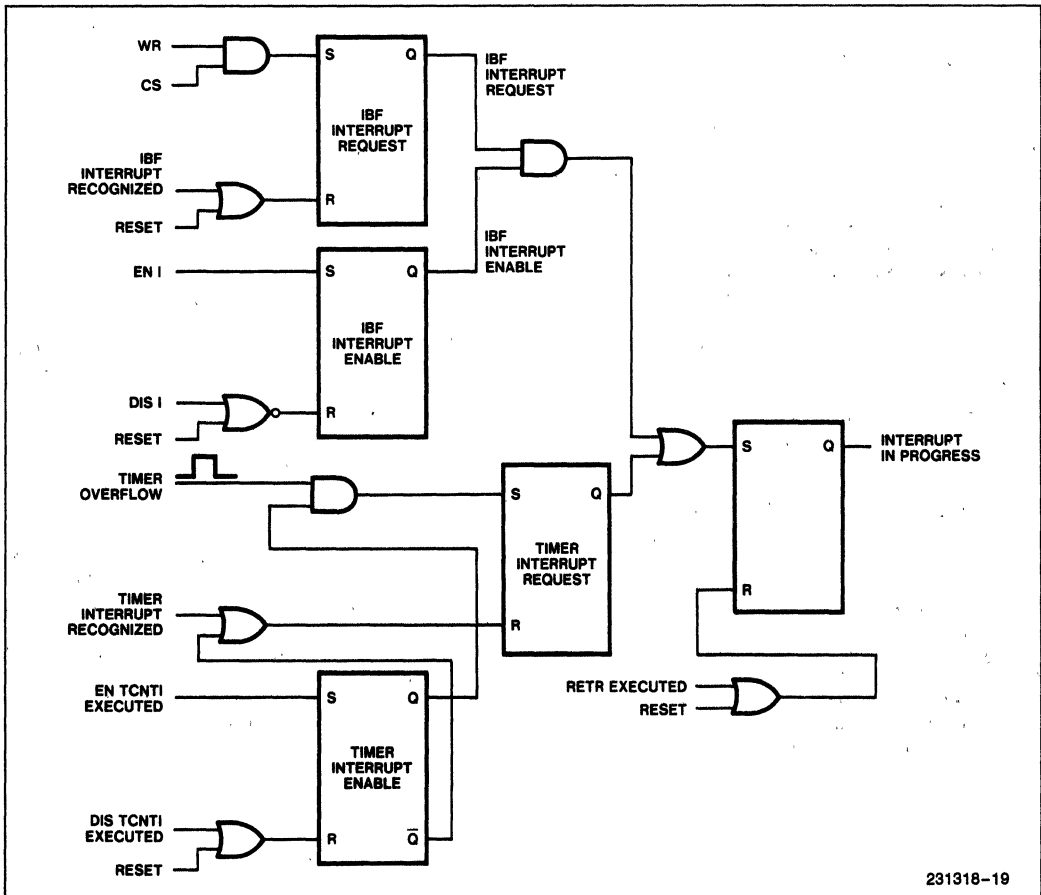 WR
CS
S
Q
IBF
INTERRUPT
REQUEST
IBF
INTERRUPT
REQUEST
IBF
INTERRUPT
RECOGNIZED
RESET
R
IBF
INTERRUPT
ENABLE
EN I
S
Q
IBF
INTERRUPT
ENABLE
DIS I
RESET
R
TIMER
OVERFLOW
S
Q
TIMER
INTERRUPT
REQUEST
R
S
Q
INTERRUPT
IN PROGRESS
R
TIMER
INTERRUPT
RECOGNIZED
EN TCNTI
EXECUTED
S
Q
TIMER
INTERRUPT
ENABLE
RETR EXECUTED
RESET
DIS TCNTI
EXECUTED
RESET
R
Q̅
231318-19